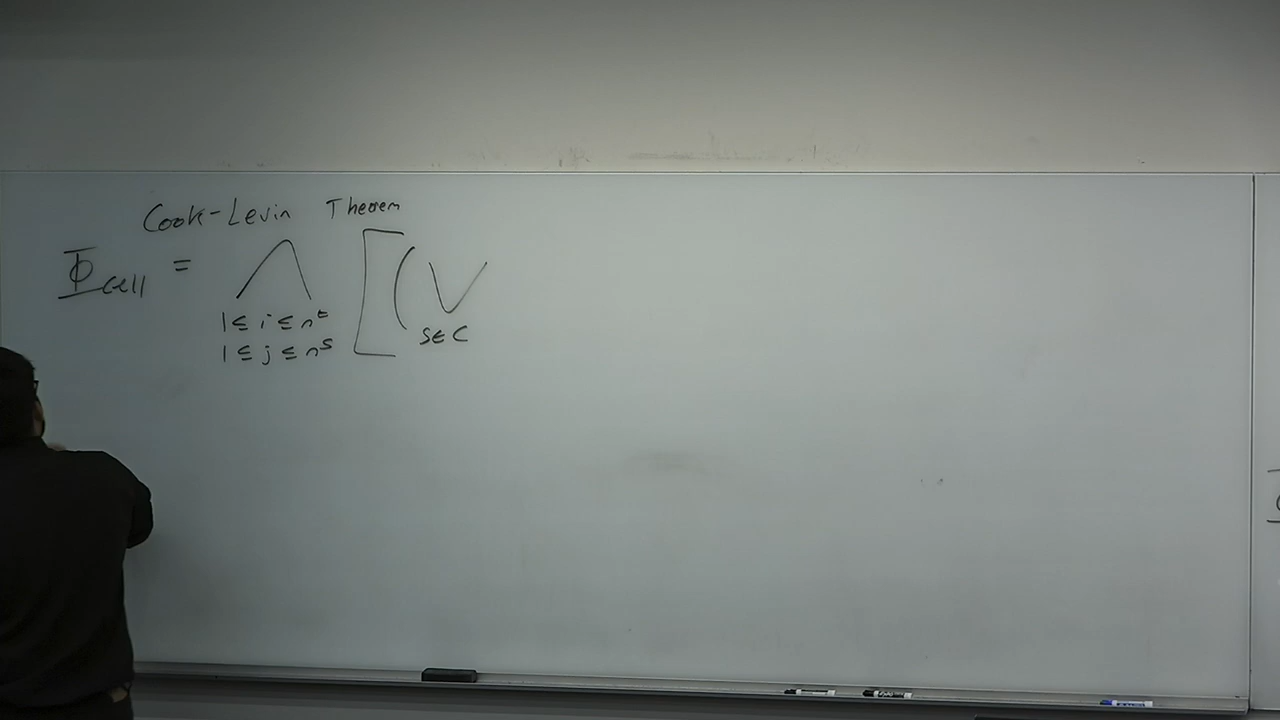 Cook-Levin Theorem
Φcell = ⋀ [ ( ⋁
1 ≤ i ≤ n^t
1 ≤ j ≤ n^s
s ∈ C